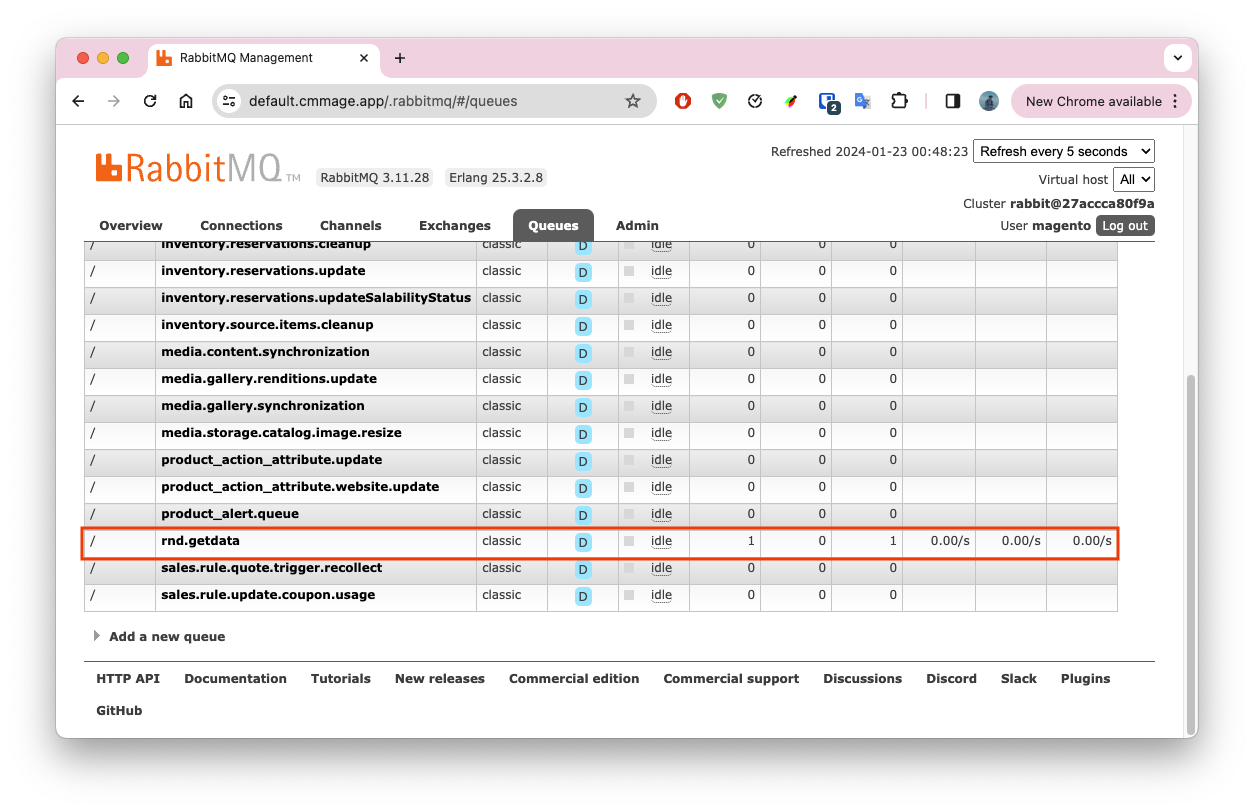 RabbitMQ Management
default.cmmage.app/.rabbitmq/#/queues
2
New Chrome available
RabbitMQ TM
RabbitMQ 3.11.28 Erlang 25.3.2.8
Refreshed 2024-01-23 00:48:23 Refresh every 5 seconds
Virtual host All
Cluster rabbit@27accca80f9a
User magento Log out
Overview Connections Channels Exchanges Queues Admin
/ inventory.reservations.cleanup classic D idle 0 0 0
/ inventory.reservations.update classic D idle 0 0 0
/ inventory.reservations.updateSalabilityStatus classic D idle 0 0 0
/ inventory.source.items.cleanup classic D idle 0 0 0
/ media.content.synchronization classic D idle 0 0 0
/ media.gallery.renditions.update classic D idle 0 0 0
/ media.gallery.synchronization classic D idle 0 0 0
/ media.storage.catalog.image.resize classic D idle 0 0 0
/ product_action_attribute.update classic D idle 0 0 0
/ product_action_attribute.website.update classic D idle 0 0 0
/ product_alert.queue classic D idle 0 0 0
/ rnd.getdata classic D idle 1 0 1 0.00/s 0.00/s 0.00/s
/ sales.rule.quote.trigger.recollect classic D idle 0 0 0
/ sales.rule.update.coupon.usage classic D idle 0 0 0
Add a new queue
HTTP API Documentation Tutorials New releases Commercial edition Commercial support Discussions Discord Slack Plugins
GitHub